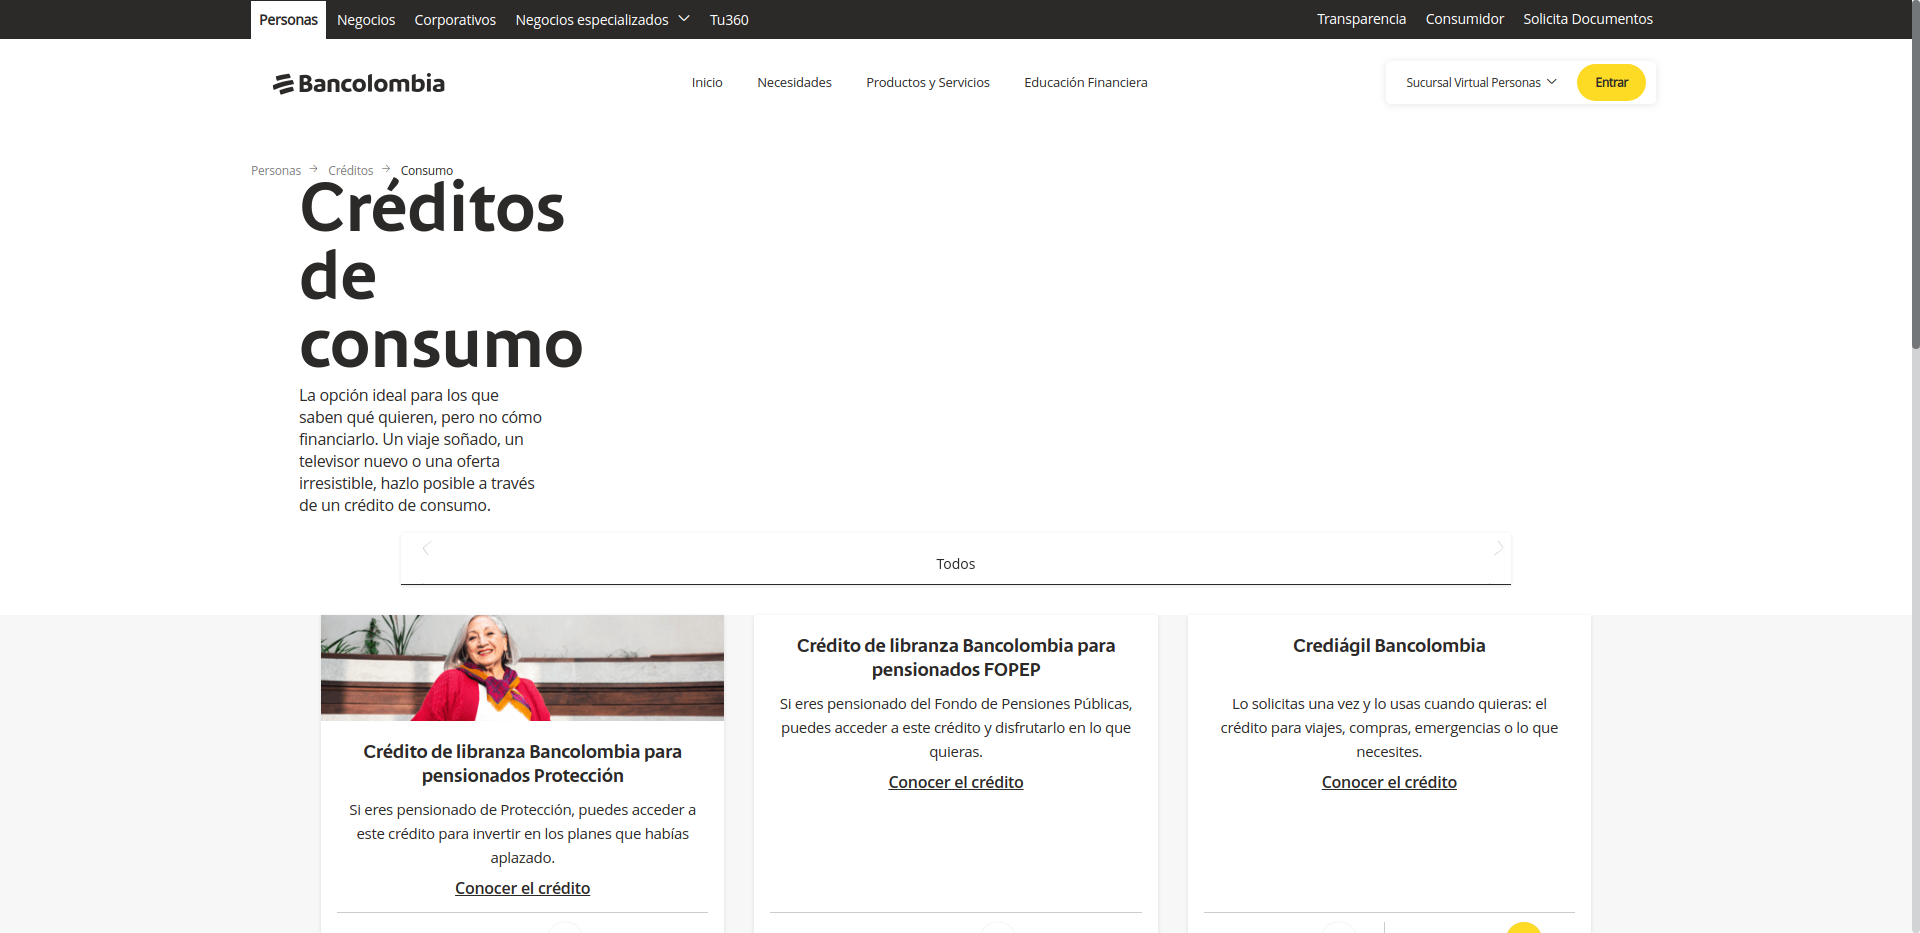 Personas Negocios Corporativos Negocios especializados Tu360 Transparencia Consumidor Solicita Documentos
Bancolombia Inicio Necesidades Productos y Servicios Educación Financiera Sucursal Virtual Personas Entrar
Personas Créditos Consumo
Créditos
de
consumo
La opción ideal para los que
saben qué quieren, pero no cómo
financiarlo. Un viaje soñado, un
televisor nuevo o una oferta
irresistible, hazlo posible a través
de un crédito de consumo.
Todos
Crédito de libranza Bancolombia para
pensionados Protección
Si eres pensionado de Protección, puedes acceder a
este crédito para invertir en los planes que habías
aplazado.
Conocer el crédito
Crédito de libranza Bancolombia para
pensionados FOPEP
Si eres pensionado del Fondo de Pensiones Públicas,
puedes acceder a este crédito y disfrutarlo en lo que
quieras.
Conocer el crédito
Crediágil Bancolombia
Lo solicitas una vez y lo usas cuando quieras: el
crédito para viajes, compras, emergencias o lo que
necesites.
Conocer el crédito